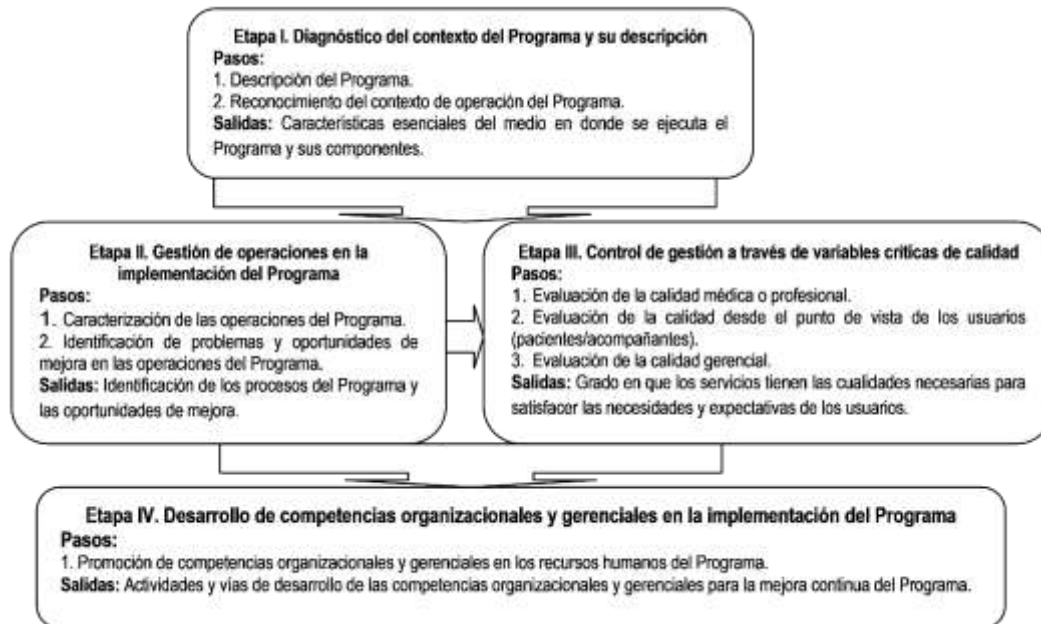 Etapa I. Diagnóstico del contexto del Programa y su descripción
Pasos:
1. Descripción del Programa.
2. Reconocimiento del contexto de operación del Programa.
Salidas: Características esenciales del medio en donde se ejecuta el
Programa y sus componentes.
Etapa II. Gestión de operaciones en la
implementación del Programa
Pasos:
1. Caracterización de las operaciones del Programa.
2. Identificación de problemas y oportunidades de
mejora en las operaciones del Programa.
Salidas: Identificación de los procesos del Programa y
las oportunidades de mejora.
Etapa III. Control de gestión a través de variables críticas de calidad
Pasos:
1. Evaluación de la calidad médica o profesional.
2. Evaluación de la calidad desde el punto de vista de los usuarios
(pacientes/acompañantes).
3. Evaluación de la calidad gerencial.
Salidas: Grado en que los servicios tienen las cualidades necesarias para
satisfacer las necesidades y expectativas de los usuarios.
Etapa IV. Desarrollo de competencias organizacionales y gerenciales en la implementación del Programa
Pasos:
1. Promoción de competencias organizacionales y gerenciales en los recursos humanos del Programa.
Salidas: Actividades y vías de desarrollo de las competencias organizacionales y gerenciales para la mejora continua del Programa.